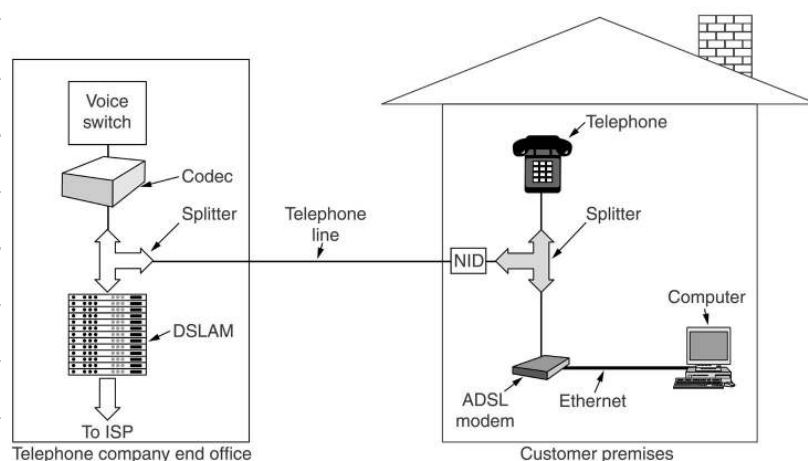 Voice
switch
Codec
Splitter
DSLAM
To ISP
Telephone company end office
Telephone
line
NID
Telephone
Splitter
Computer
ADSL
modem
Ethernet
Customer premises